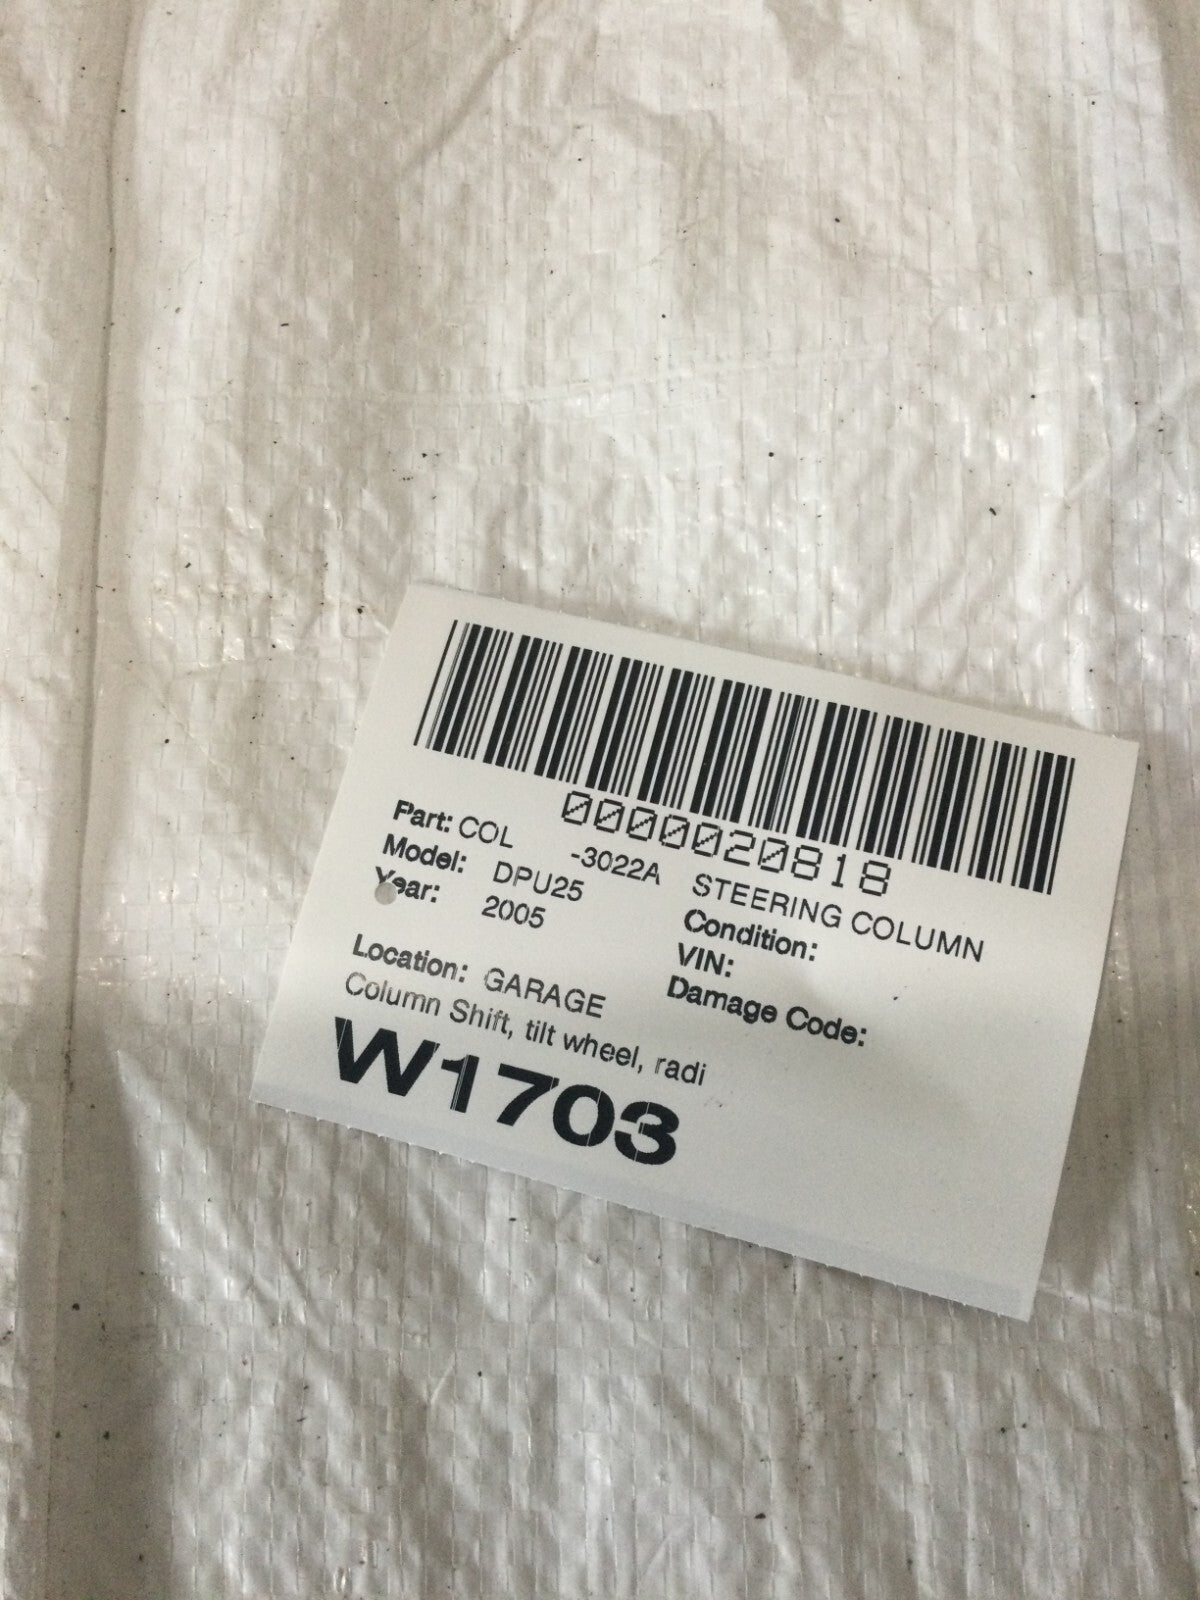 0000020818
Part: COL -3022A STEERING COLUMN
Model: DPU25 Condition:
Year: 2005 VIN:
Damage Code:
Location: GARAGE
Column Shift, tilt wheel, radi
W1703